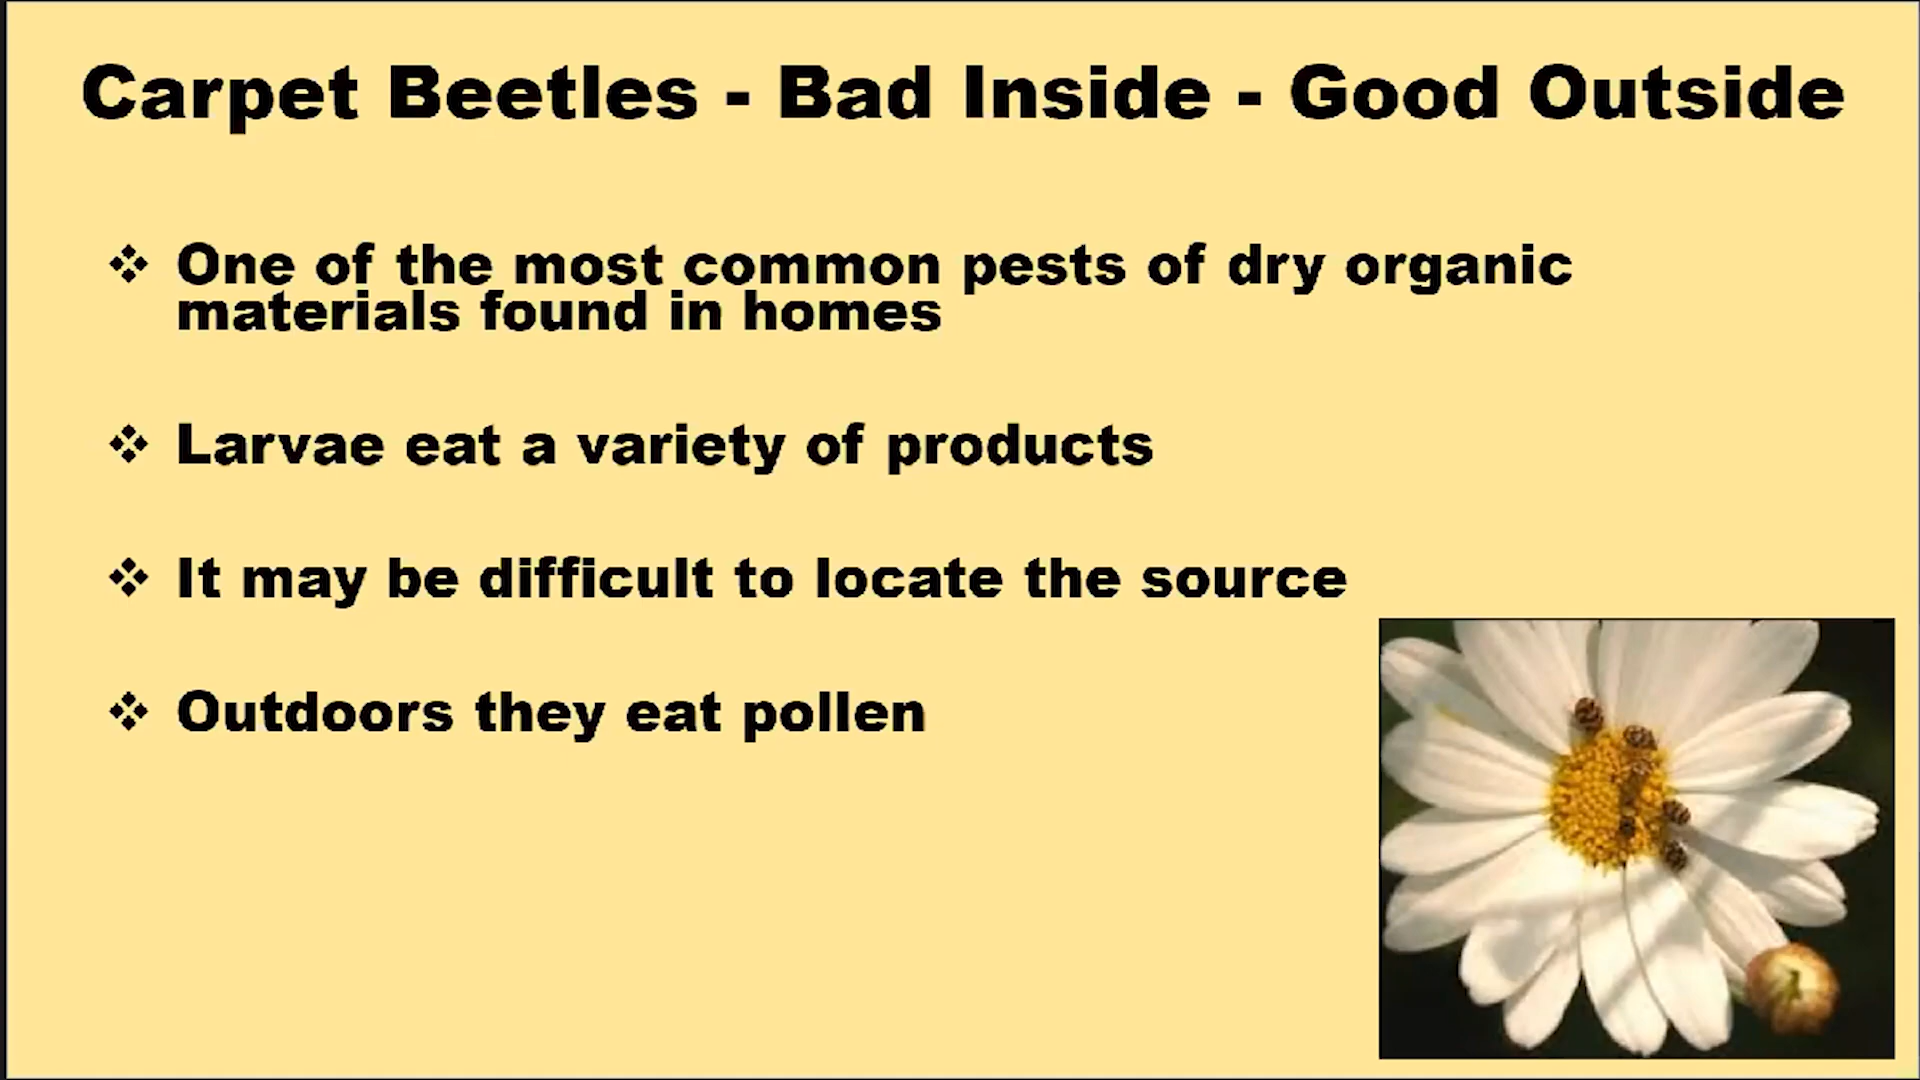 Carpet Beetles - Bad Inside - Good Outside
❖ One of the most common pests of dry organic
materials found in homes
❖ Larvae eat a variety of products
❖ It may be difficult to locate the source
❖ Outdoors they eat pollen